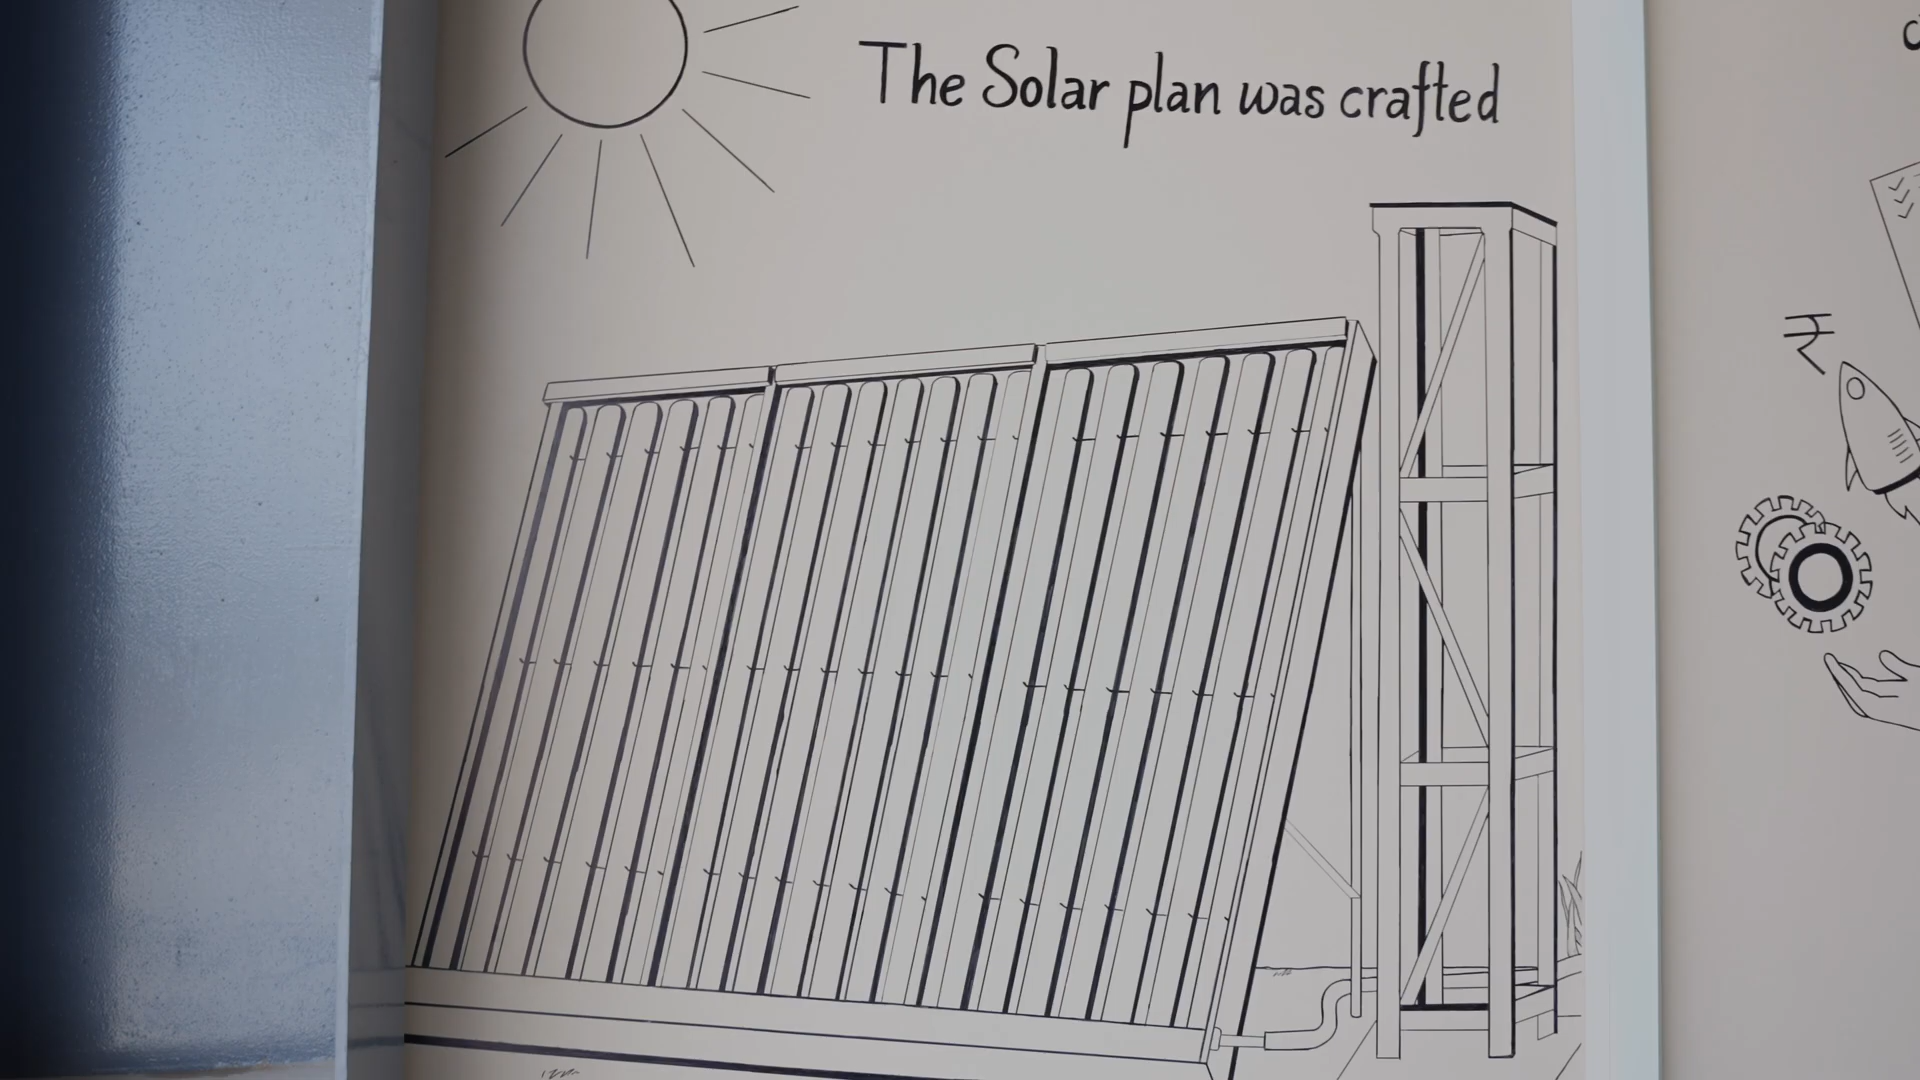 The Solar plan was crafted
₹